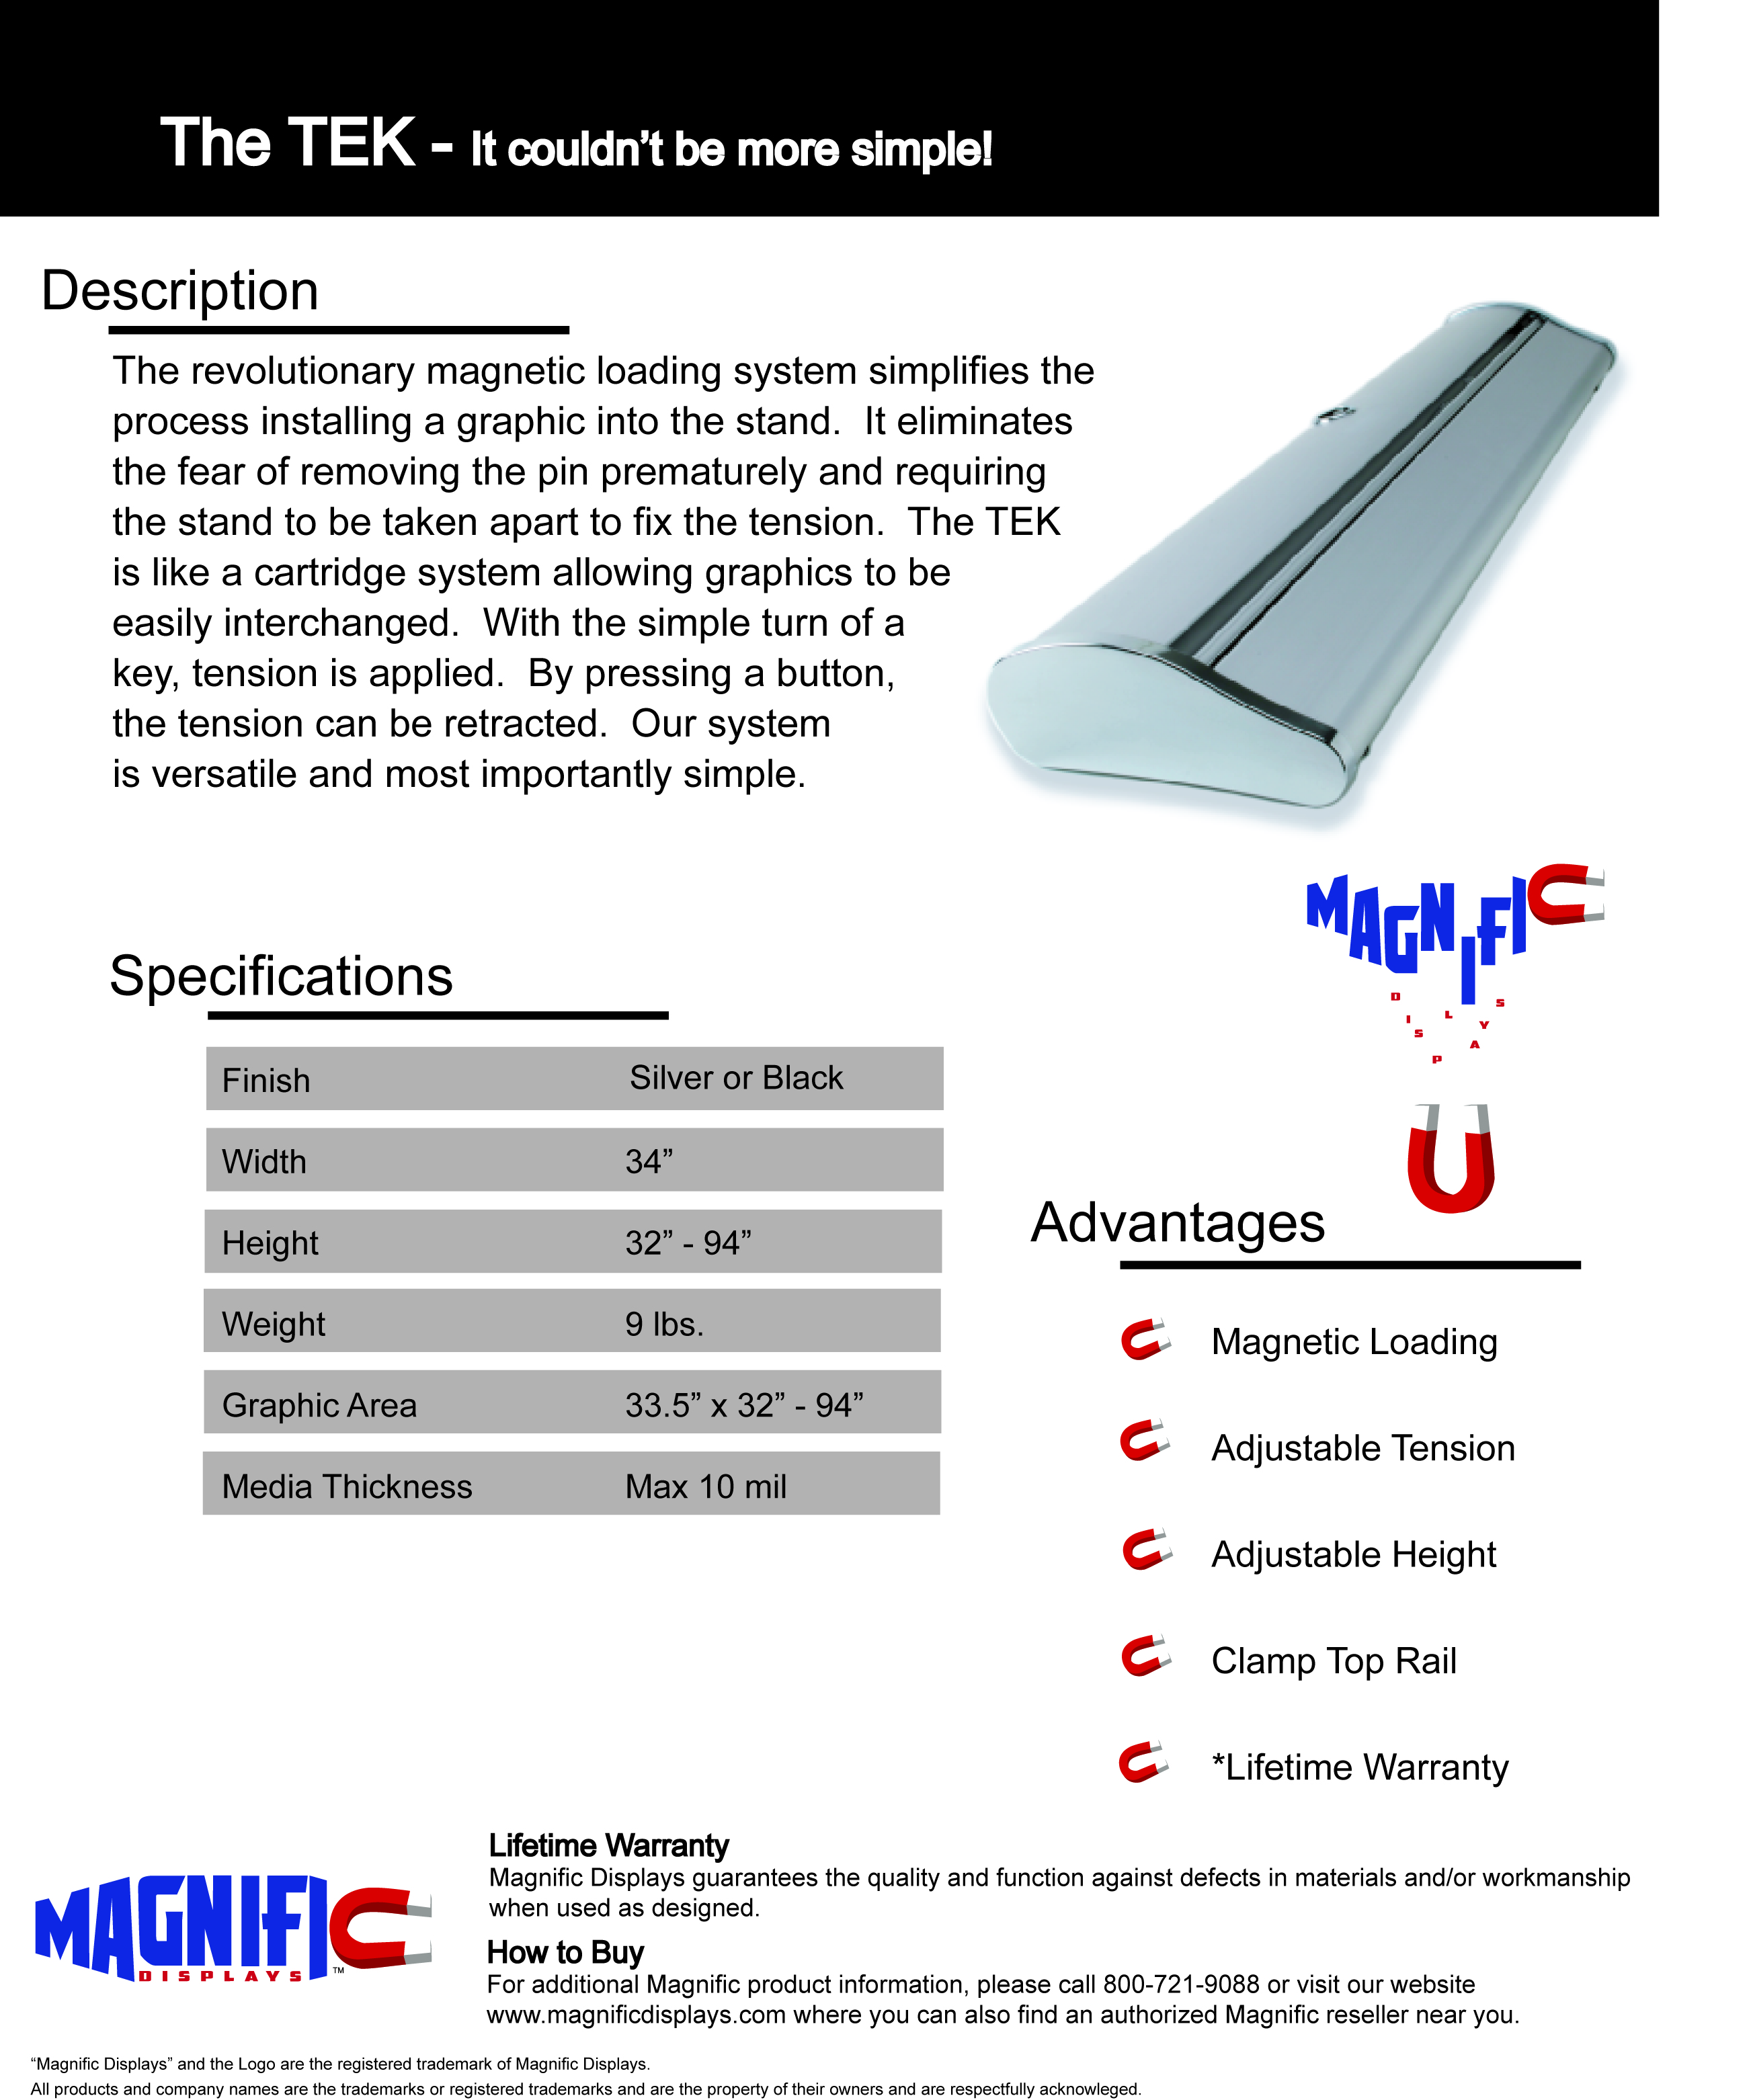 The TEK - It couldn’t be more simple!
Description
The revolutionary magnetic loading system simplifies the
process installing a graphic into the stand.  It eliminates
the fear of removing the pin prematurely and requiring
the stand to be taken apart to fix the tension.  The TEK
is like a cartridge system allowing graphics to be
easily interchanged.  With the simple turn of a
key, tension is applied.  By pressing a button,
the tension can be retracted.  Our system
is versatile and most importantly simple.
MAGNIFIC
DISPLAYS
Specifications
Finish Silver or Black
Width 34”
Height 32” - 94”
Weight 9 lbs.
Graphic Area 33.5” x 32” - 94”
Media Thickness Max 10 mil
Advantages
Magnetic Loading
Adjustable Tension
Adjustable Height
Clamp Top Rail
*Lifetime Warranty
MAGNIFIC
DISPLAYS ™
Lifetime Warranty
Magnific Displays guarantees the quality and function against defects in materials and/or workmanship
when used as designed.
How to Buy
For additional Magnific product information, please call 800-721-9088 or visit our website
www.magnificdisplays.com where you can also find an authorized Magnific reseller near you.
“Magnific Displays” and the Logo are the registered trademark of Magnific Displays.
All products and company names are the trademarks or registered trademarks and are the property of their owners and are respectfully acknowleged.